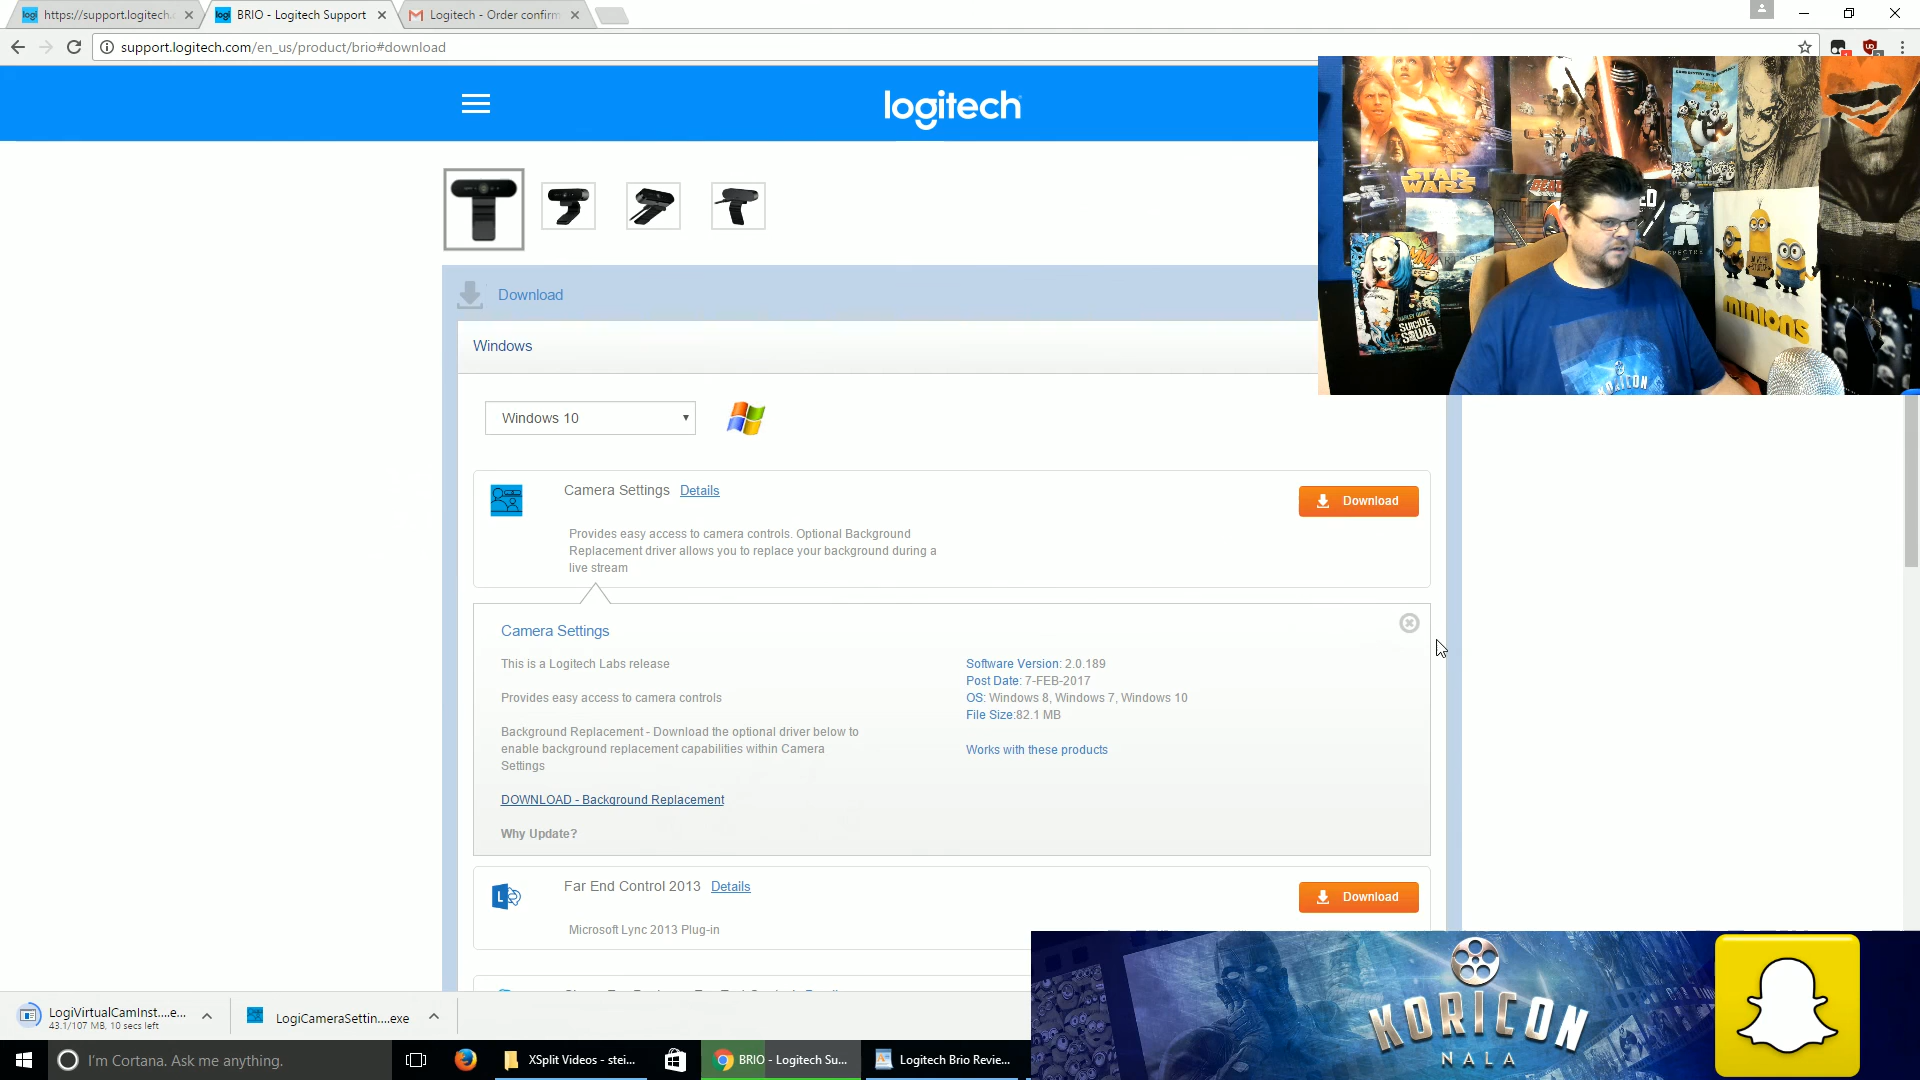 https://support.logitech.
BRIO - Logitech Support
Logitech - Order confirm
support.logitech.com/en_us/product/brio#download
logitech
Download
Windows
Windows 10
Camera Settings Details
Download
Provides easy access to camera controls. Optional Background
Replacement driver allows you to replace your background during a
live stream
Camera Settings
This is a Logitech Labs release
Provides easy access to camera controls
Background Replacement - Download the optional driver below to
enable background replacement capabilities within Camera
Settings
DOWNLOAD - Background Replacement
Why Update?
Software Version: 2.0.189
Post Date: 7-FEB-2017
OS: Windows 8, Windows 7, Windows 10
File Size:82.1 MB
Works with these products
Far End Control 2013 Details
Download
Microsoft Lync 2013 Plug-in
STAR
WARS
SUICIDE
SQUAD
SPECTRE
MINIONS
KORICON
LogiVirtualCamInst....e...
43.1/107 MB, 10 secs left
LogiCameraSettin....exe
I'm Cortana. Ask me anything.
XSplit Videos - stei...
BRIO - Logitech Su...
Logitech Brio Revie...
KORICON
NALA